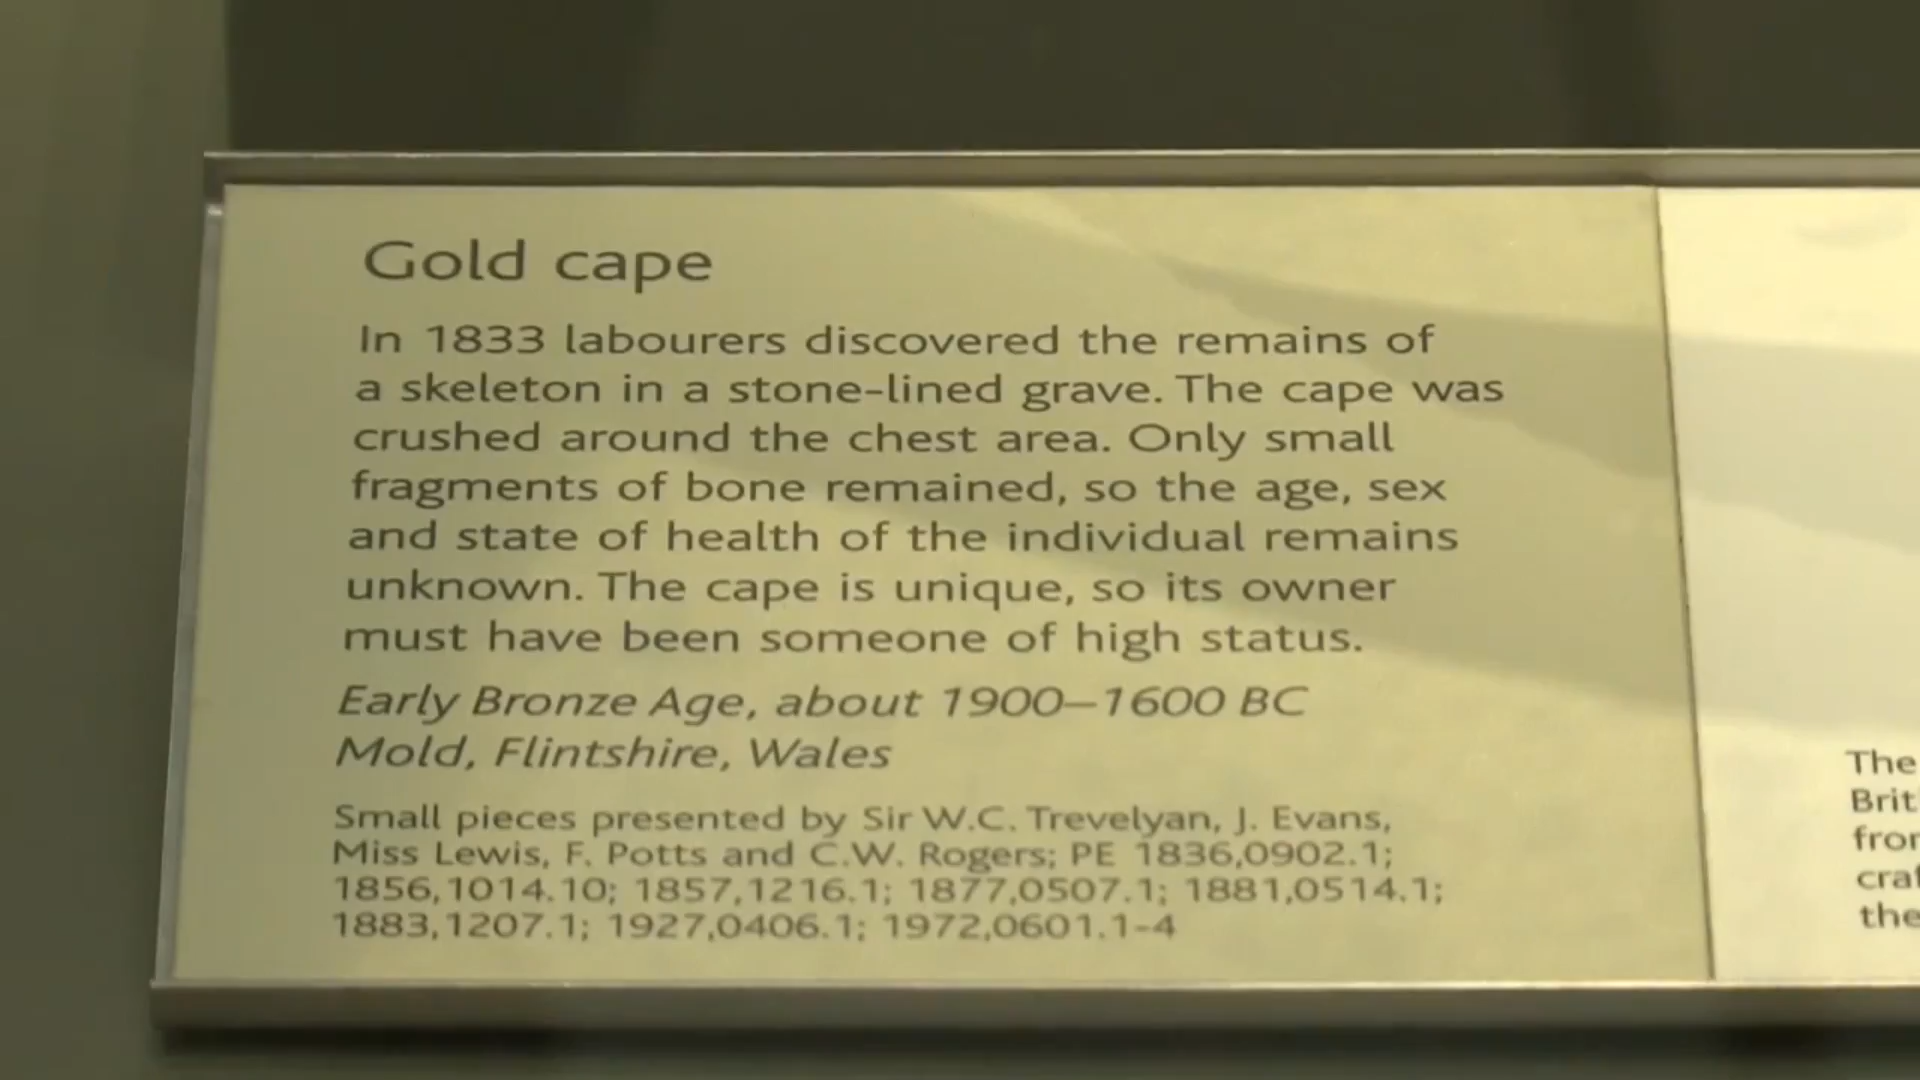 Gold cape
In 1833 labourers discovered the remains of
a skeleton in a stone-lined grave. The cape was
crushed around the chest area. Only small
fragments of bone remained, so the age, sex
and state of health of the individual remains
unknown. The cape is unique, so its owner
must have been someone of high status.
Early Bronze Age, about 1900–1600 BC
Mold, Flintshire, Wales
Small pieces presented by Sir W.C. Trevelyan, J. Evans,
Miss Lewis, F. Potts and C.W. Rogers; PE 1836,0902.1;
1856,1014.10; 1857,1216.1; 1877,0507.1; 1881,0514.1;
1883,1207.1; 1927,0406.1; 1972,0601.1-4
The